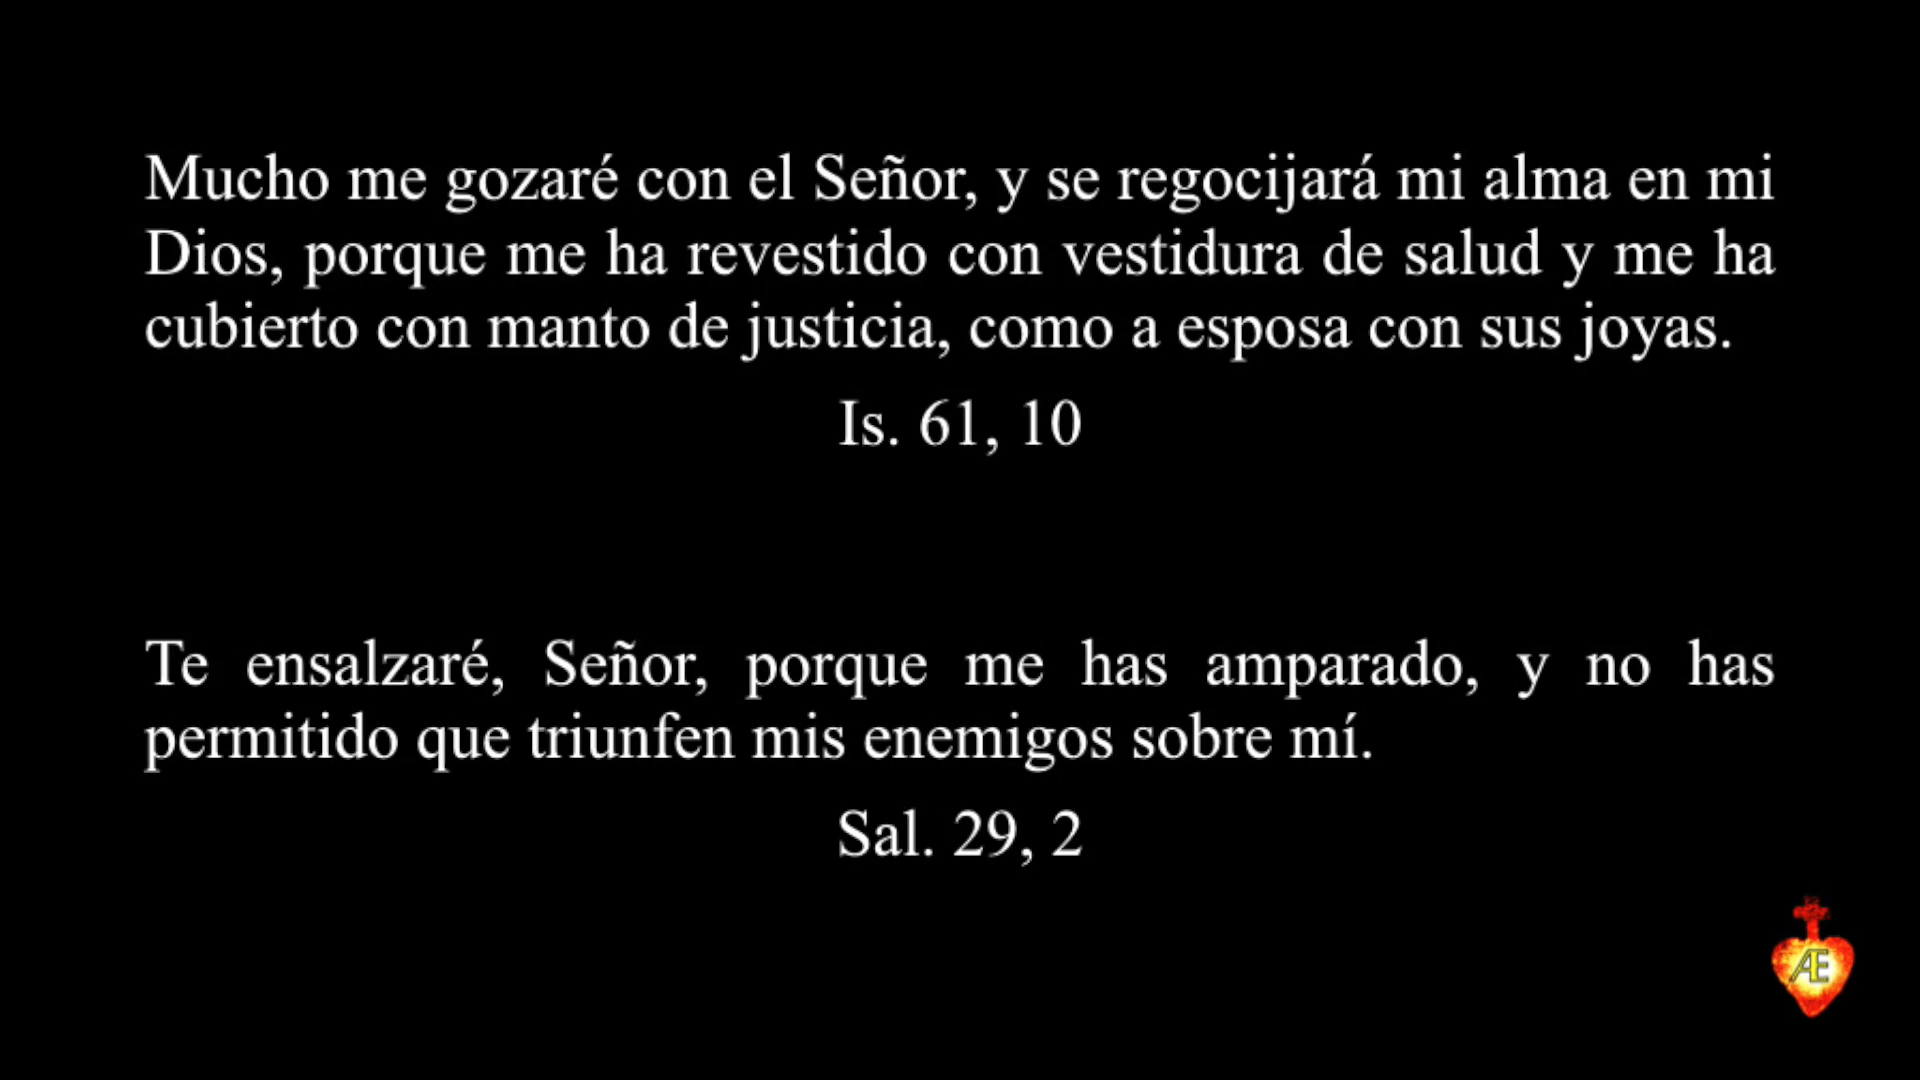 Mucho me gozaré con el Señor, y se regocijará mi alma en mi
Dios, porque me ha revestido con vestidura de salud y me ha
cubierto con manto de justicia, como a esposa con sus joyas.
Is. 61, 10
Te ensalzaré, Señor, porque me has amparado, y no has
permitido que triunfen mis enemigos sobre mí.
Sal. 29, 2
Æ